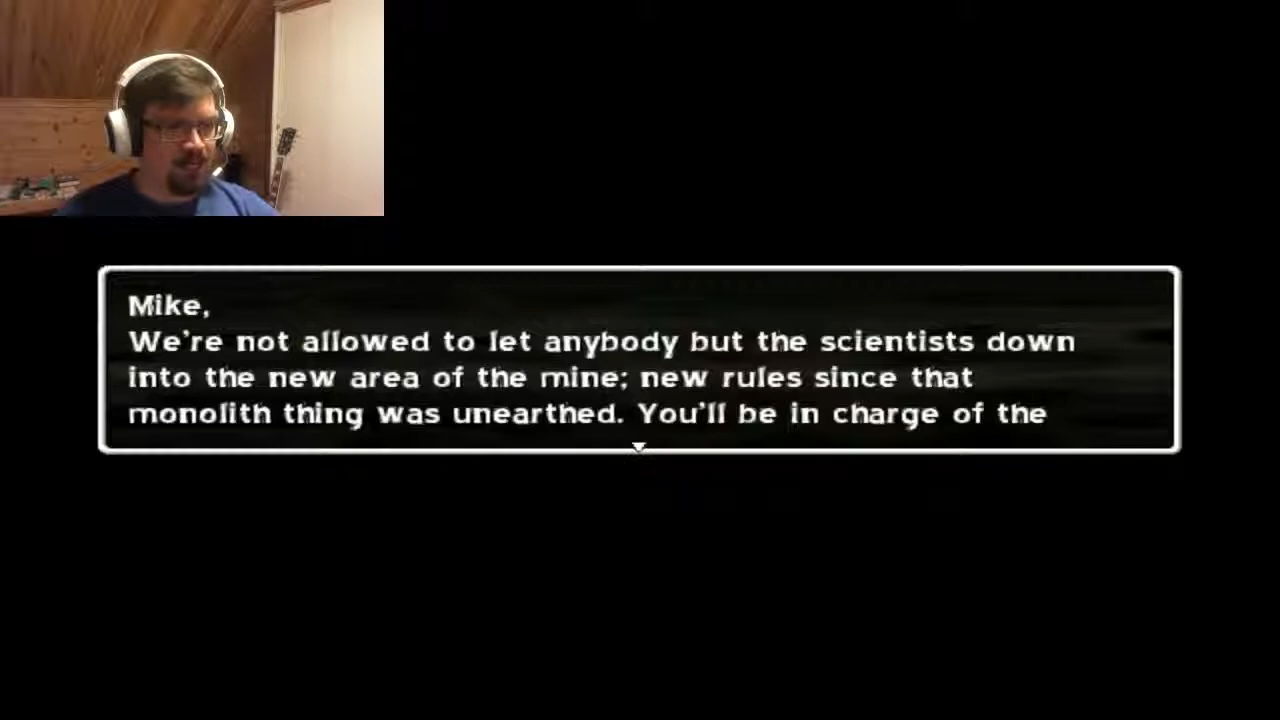 Mike,
We're not allowed to let anybody but the scientists down
into the new area of the mine; new rules since that
monolith thing was unearthed. You'll be in charge of the